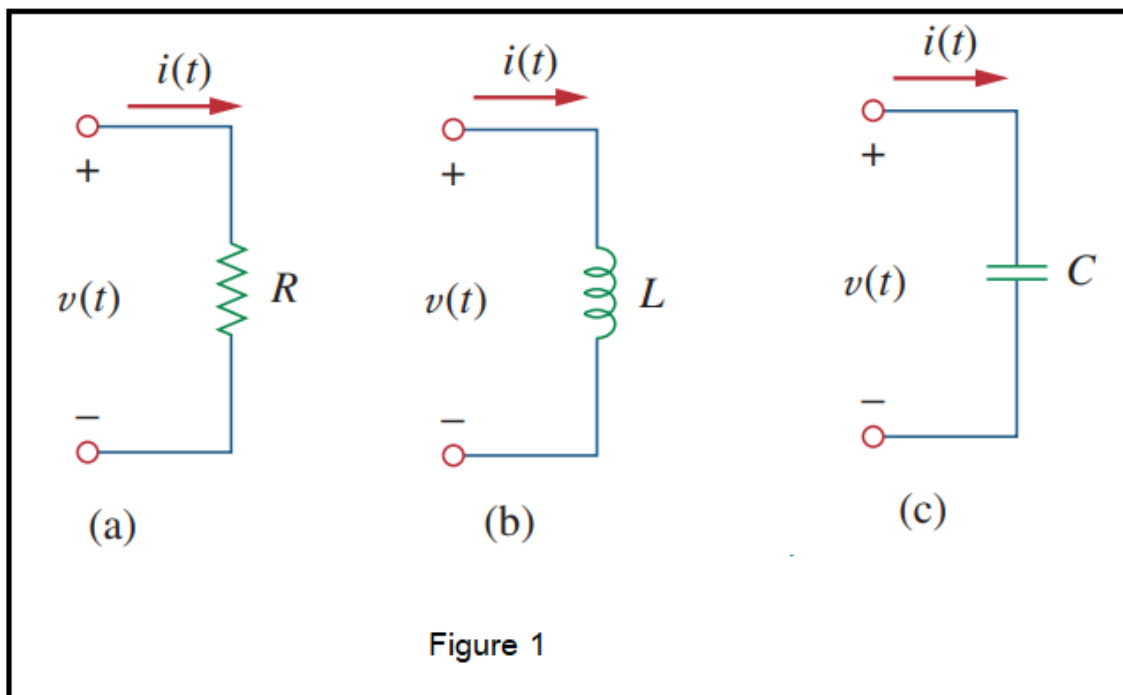 i(t) i(t) i(t)
+ + +
v(t) R v(t) L v(t) C
− − −
(a) (b) (c)
Figure 1